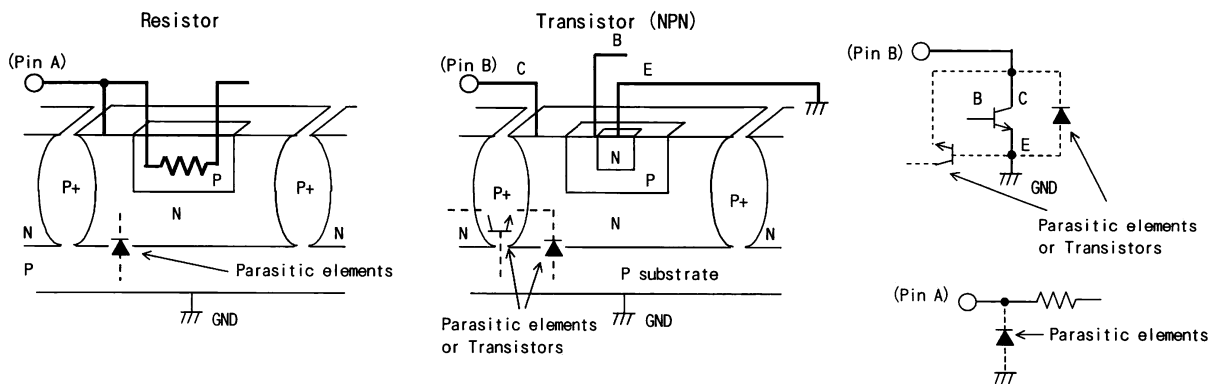 Resistor
(Pin A)
P+
P
P+
N
N
N
P
Parasitic elements
GND
Transistor (NPN)
B
(Pin B)
C
E
N
P+
P
P+
N
N
N
P substrate
GND
Parasitic elements
or Transistors
(Pin B)
B
C
E
GND
Parasitic elements
or Transistors
(Pin A)
Parasitic elements